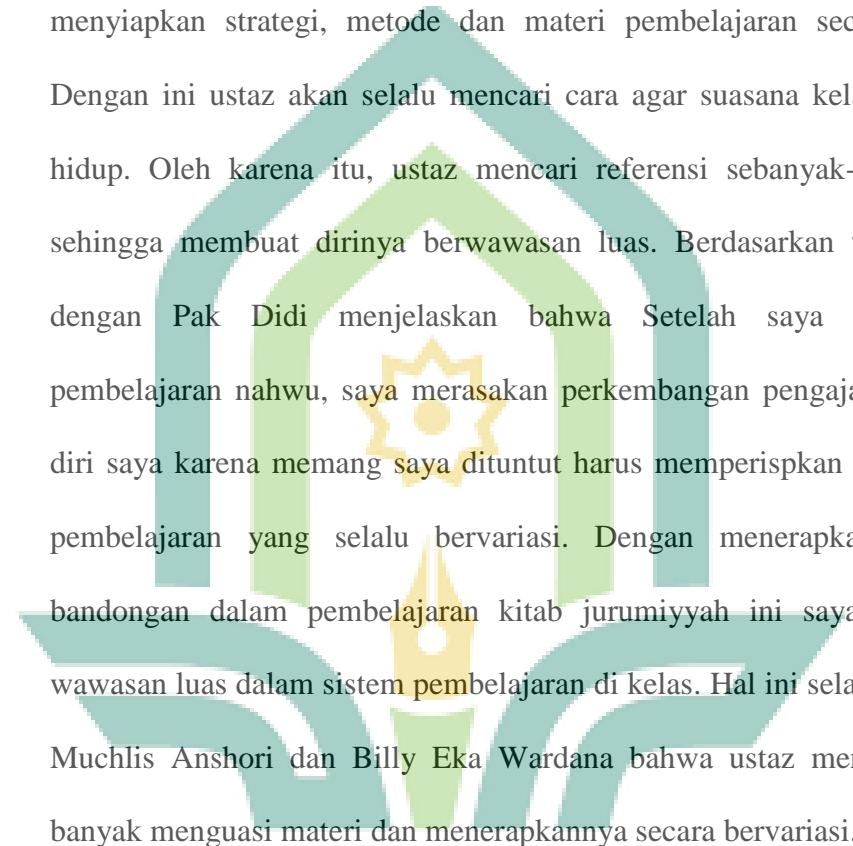 menyiapkan strategi, metode dan materi pembelajaran sec
Dengan ini ustaz akan selalu mencari cara agar suasana kel
hidup. Oleh karena itu, ustaz mencari referensi sebanyak-
sehingga membuat dirinya berwawasan luas. Berdasarkan
dengan Pak Didi menjelaskan bahwa Setelah saya
pembelajaran nahwu, saya merasakan perkembangan pengaja
diri saya karena memang saya dituntut harus memperispkan
pembelajaran yang selalu bervariasi. Dengan menerapka
bandongan dalam pembelajaran kitab jurumiyyah ini saya
wawasan luas dalam sistem pembelajaran di kelas. Hal ini sela
Muchlis Anshori dan Billy Eka Wardana bahwa ustaz me
banyak menguasi materi dan menerapkannya secara bervariasi.